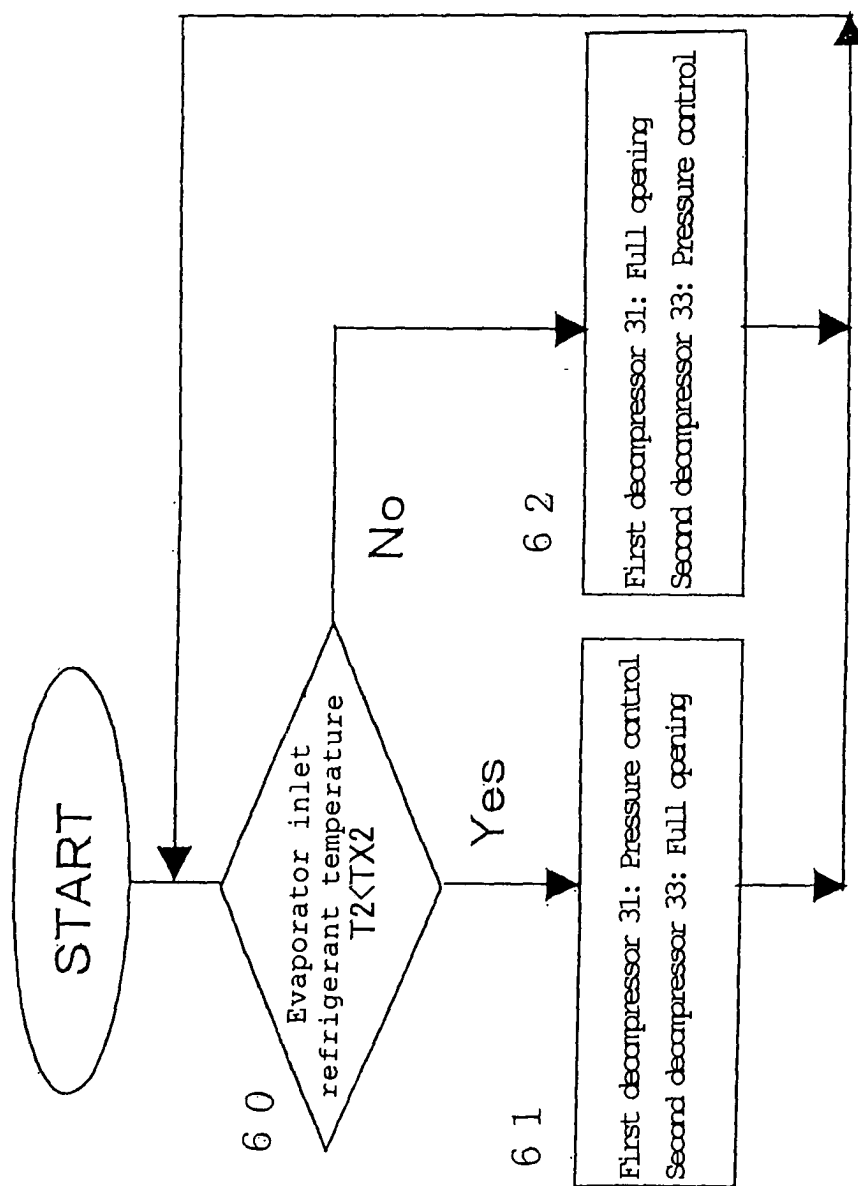 START
60
Evaporator inlet
refrigerant temperature
T2<TX2
Yes
No
61
First decompressor 31: Pressure control
Second decompressor 33: Full opening
62
First decompressor 31: Full opening
Second decompressor 33: Pressure control